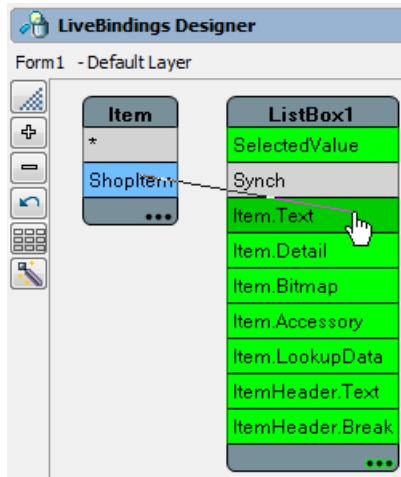 LiveBindings Designer
Form1 - Default Layer
Item
*
ShopItem
ListBox1
SelectedValue
Synch
Item.Text
Item.Detail
Item.Bitmap
Item.Accessory
Item.LookupData
ItemHeader.Text
ItemHeader.Break